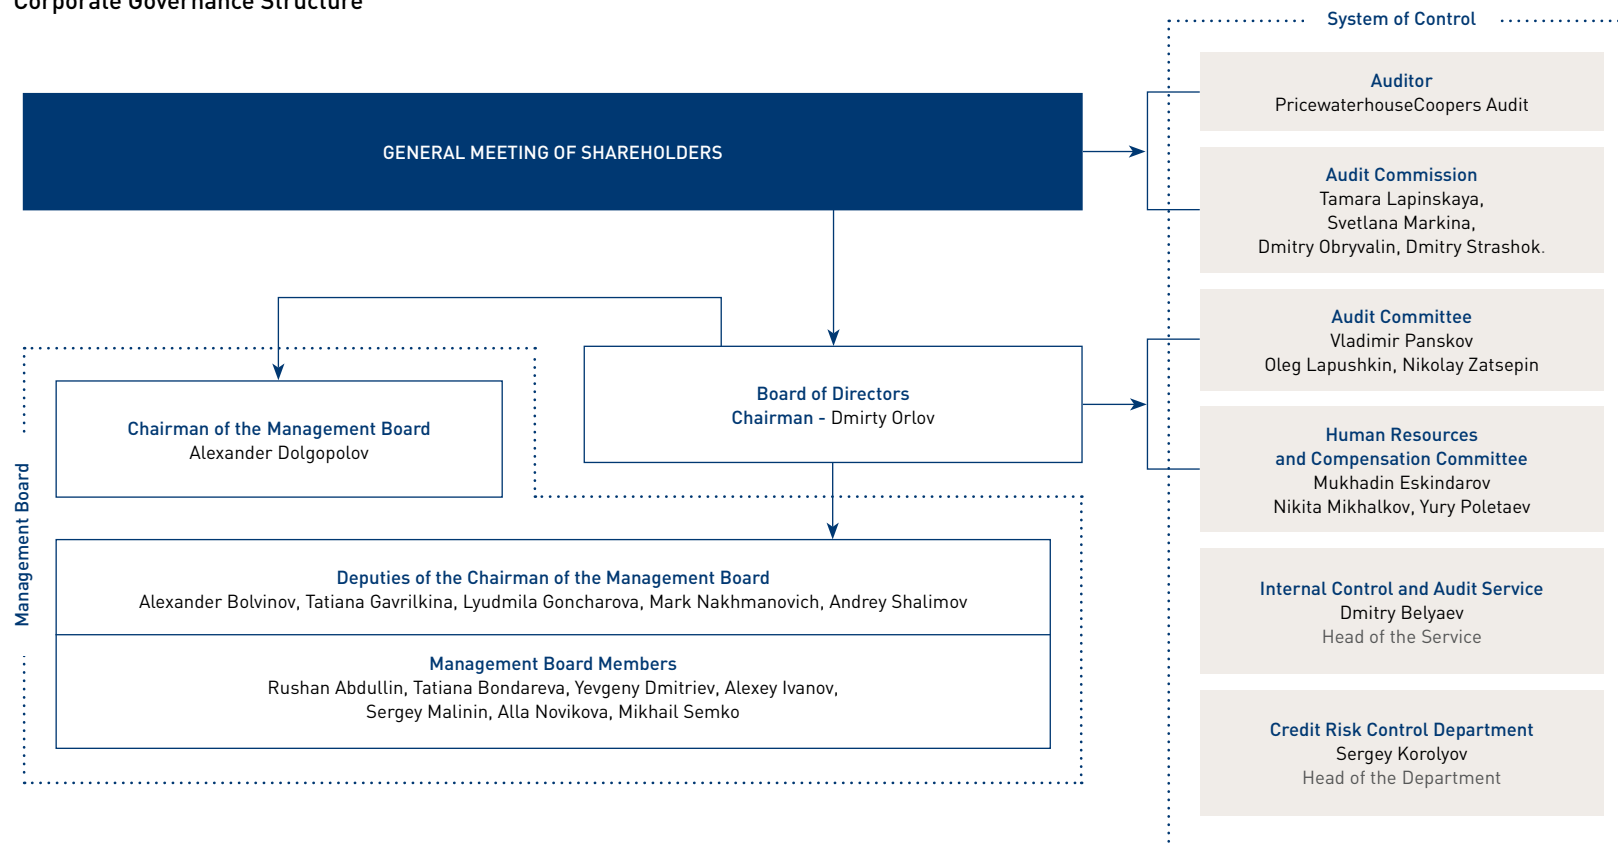 Corporate Governance Structure
System of Control
GENERAL MEETING OF SHAREHOLDERS
Auditor
PricewaterhouseCoopers Audit
Audit Commission
Tamara Lapinskaya,
Svetlana Markina,
Dmitry Obryvalin, Dmitry Strashok.
Audit Committee
Vladimir Panskov
Oleg Lapushkin, Nikolay Zatsepin
Board of Directors
Chairman - Dmirty Orlov
Chairman of the Management Board
Alexander Dolgopolov
Human Resources
and Compensation Committee
Mukhadin Eskindarov
Nikita Mikhalkov, Yury Poletaev
Management Board
Deputies of the Chairman of the Management Board
Alexander Bolvinov, Tatiana Gavrilkina, Lyudmila Goncharova, Mark Nakhmanovich, Andrey Shalimov
Management Board Members
Rushan Abdullin, Tatiana Bondareva, Yevgeny Dmitriev, Alexey Ivanov,
Sergey Malinin, Alla Novikova, Mikhail Semko
Internal Control and Audit Service
Dmitry Belyaev
Head of the Service
Credit Risk Control Department
Sergey Korolyov
Head of the Department